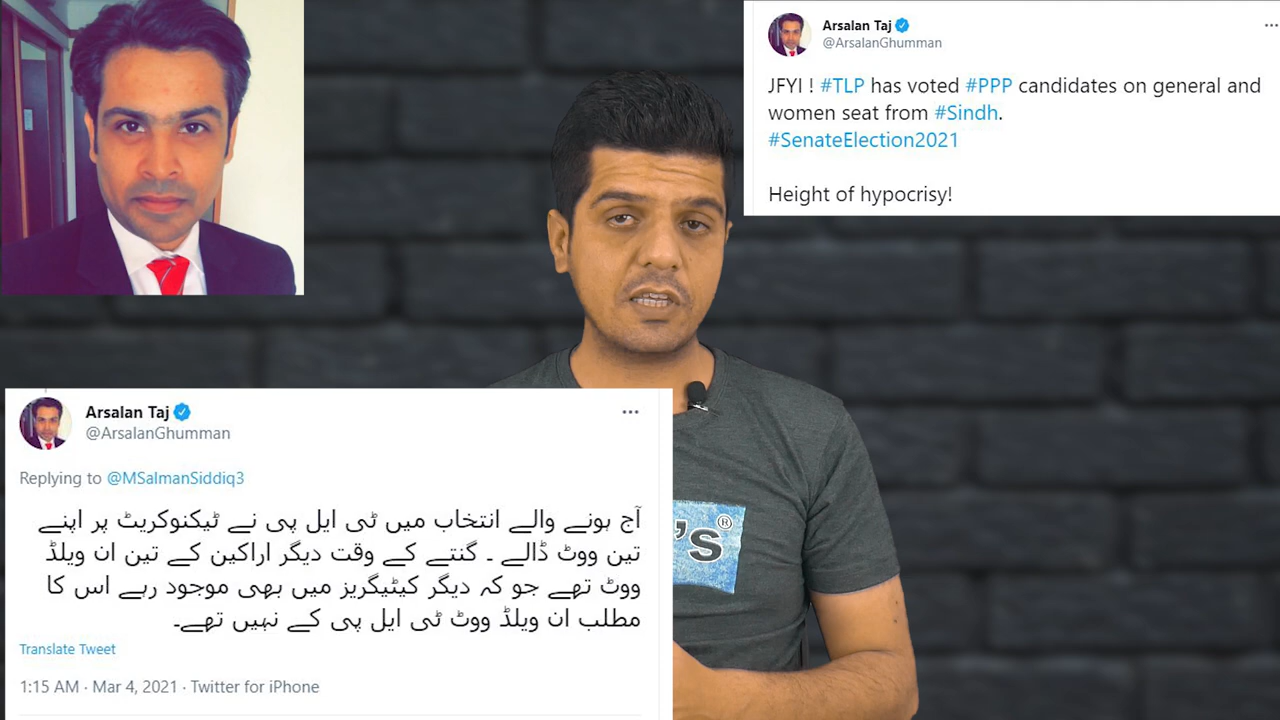 Arsalan Taj
@ArsalanGhumman
JFYI ! #TLP has voted #PPP candidates on general and
women seat from #Sindh.
#SenateElection2021
Height of hypocrisy!
Arsalan Taj
@ArsalanGhumman
Replying to @MSalmanSiddiq3
آج ہونے والے انتخاب میں ٹی ایل پی نے ٹیکنوکریٹ پر اپنے
تین ووٹ ڈالے ۔ گنتے کے وقت دیگر اراکین کے تین ان ویلڈ
ووٹ تھے جو کہ دیگر کیٹیگریز میں بھی موجود رہے اس کا
مطلب ان ویلڈ ووٹ ٹی ایل پی کے نہیں تھے۔
Translate Tweet
1:15 AM · Mar 4, 2021 · Twitter for iPhone
's®